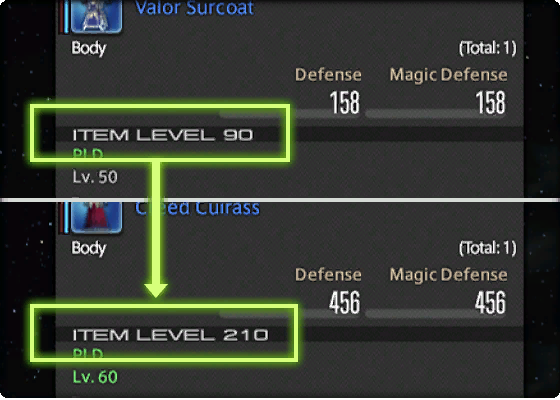 Valor Surcoat
Body (Total: 1)
Defense Magic Defense
158 158
ITEM LEVEL 90
PLD
Lv. 50
Creed Cuirass
Body (Total: 1)
Defense Magic Defense
456 456
ITEM LEVEL 210
PLD
Lv. 60